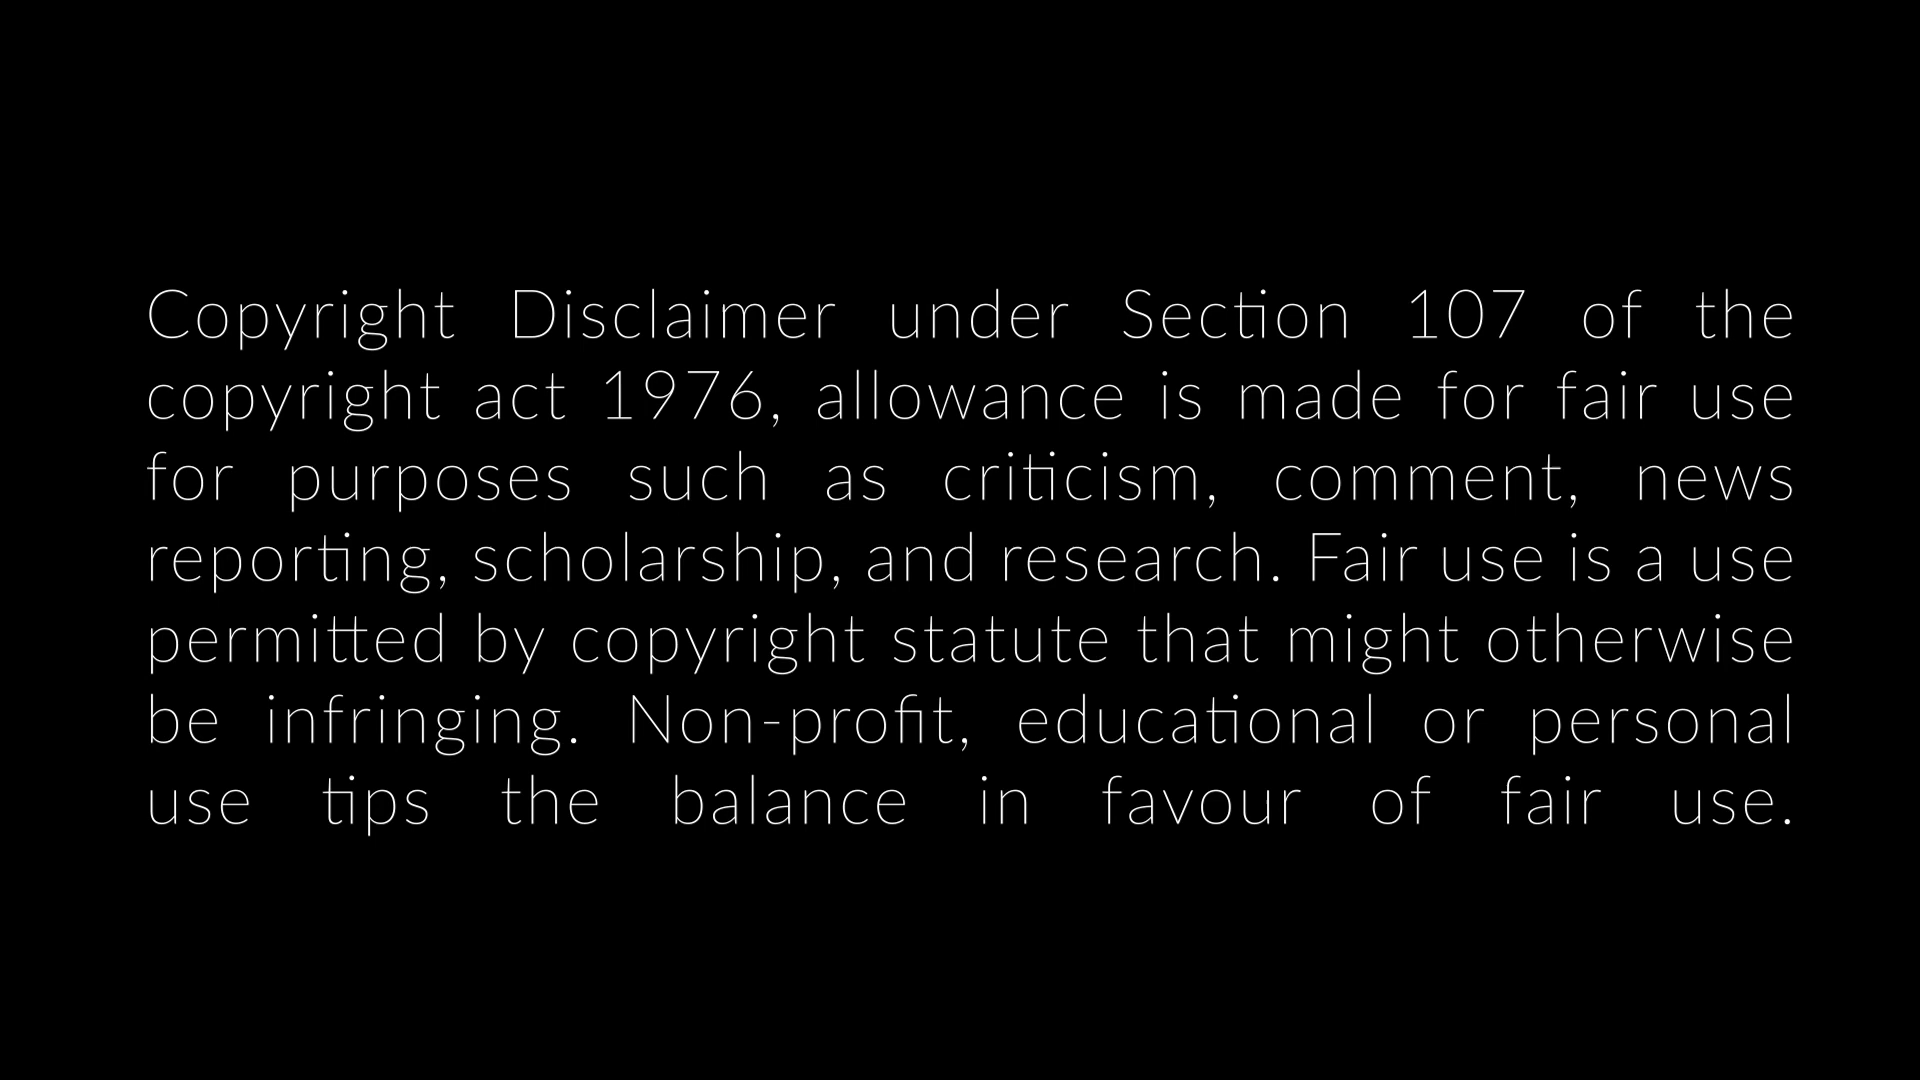 Copyright Disclaimer under Section 107 of the
copyright act 1976, allowance is made for fair use
for purposes such as criticism, comment, news
reporting, scholarship, and research. Fair use is a use
permitted by copyright statute that might otherwise
be infringing. Non-profit, educational or personal
use tips the balance in favour of fair use.